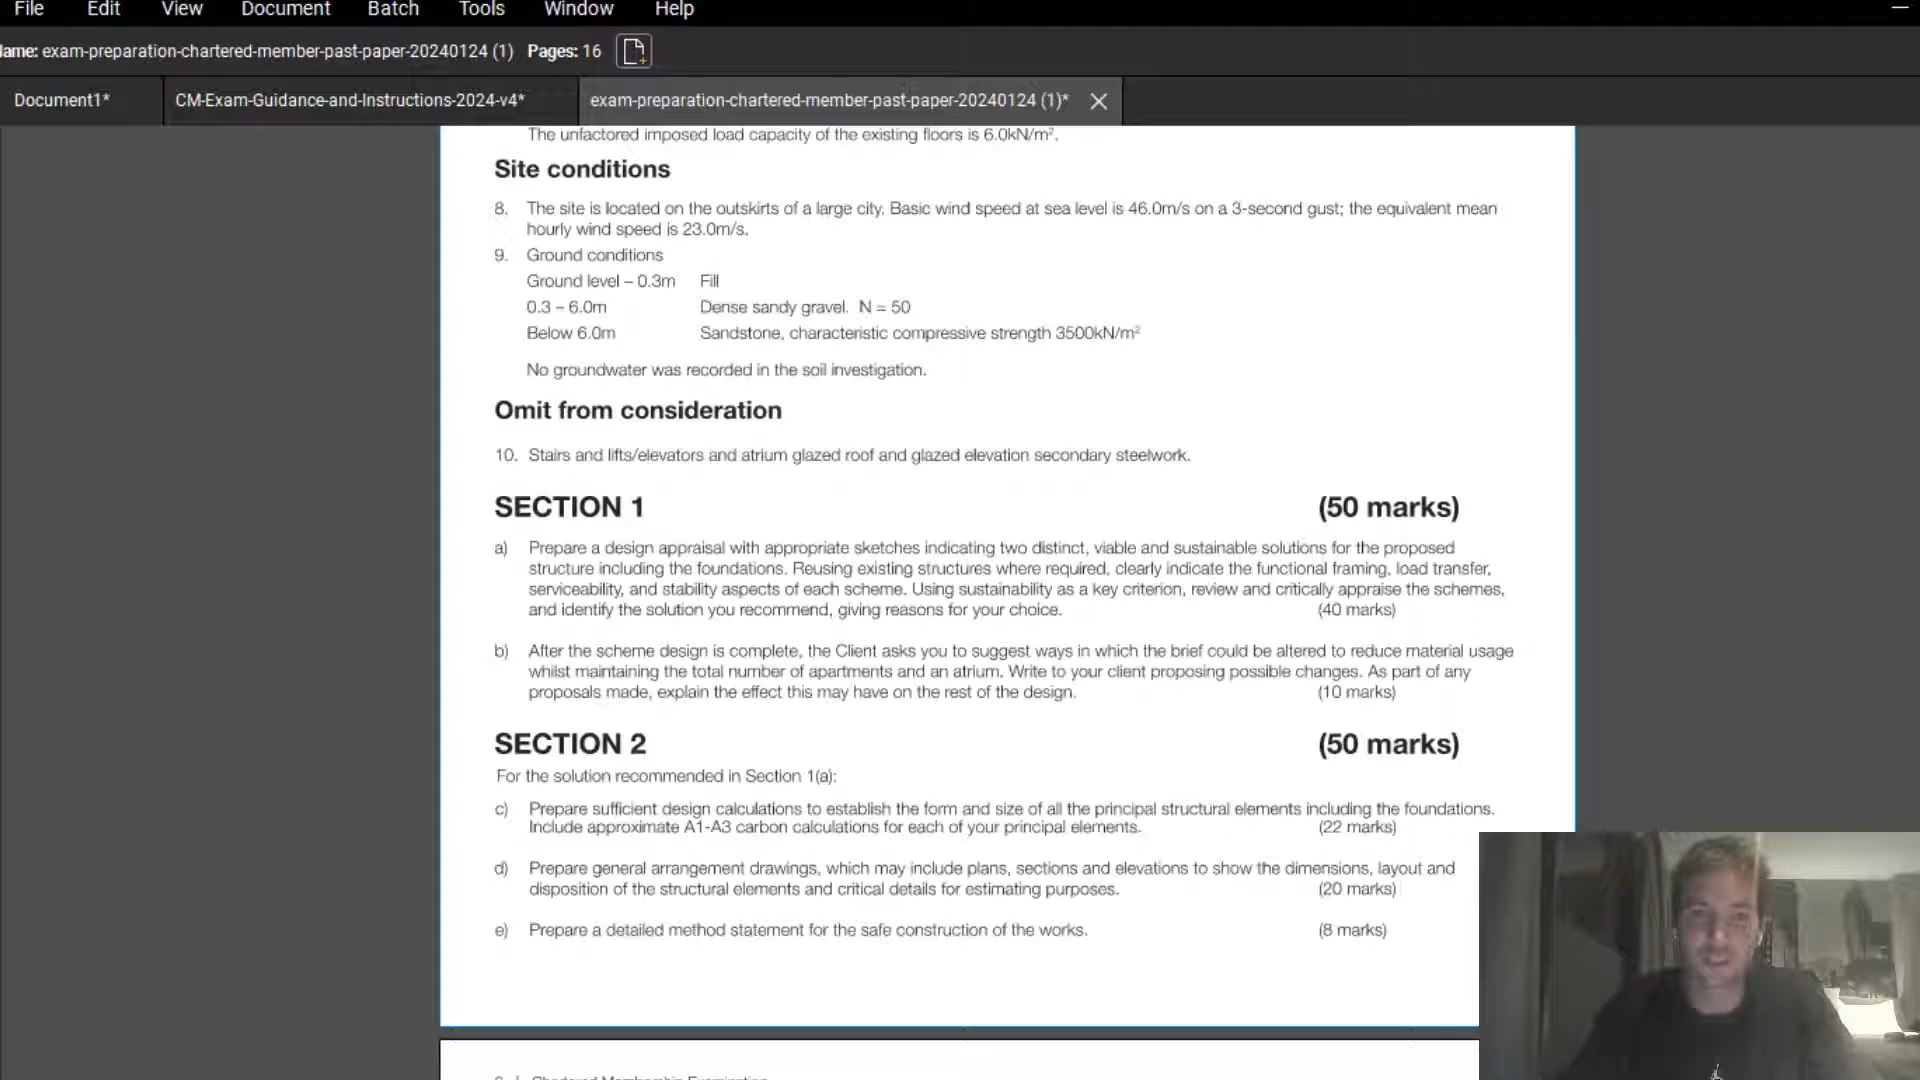 File Edit View Document Batch Tools Window Help
ame: exam-preparation-chartered-member-past-paper-20240124 (1) Pages: 16
Document1* CM-Exam-Guidance-and-Instructions-2024-v4* exam-preparation-chartered-member-past-paper-20240124 (1)*
The unfactored imposed load capacity of the existing floors is 6.0kN/m².
Site conditions
8. The site is located on the outskirts of a large city. Basic wind speed at sea level is 46.0m/s on a 3-second gust; the equivalent mean
hourly wind speed is 23.0m/s.
9. Ground conditions
Ground level – 0.3m Fill
0.3 – 6.0m Dense sandy gravel. N = 50
Below 6.0m Sandstone, characteristic compressive strength 3500kN/m²
No groundwater was recorded in the soil investigation.
Omit from consideration
10. Stairs and lifts/elevators and atrium glazed roof and glazed elevation secondary steelwork.
SECTION 1 (50 marks)
a) Prepare a design appraisal with appropriate sketches indicating two distinct, viable and sustainable solutions for the proposed
structure including the foundations. Reusing existing structures where required, clearly indicate the functional framing, load transfer,
serviceability, and stability aspects of each scheme. Using sustainability as a key criterion, review and critically appraise the schemes,
and identify the solution you recommend, giving reasons for your choice. (40 marks)
b) After the scheme design is complete, the Client asks you to suggest ways in which the brief could be altered to reduce material usage
whilst maintaining the total number of apartments and an atrium. Write to your client proposing possible changes. As part of any
proposals made, explain the effect this may have on the rest of the design. (10 marks)
SECTION 2 (50 marks)
For the solution recommended in Section 1(a):
c) Prepare sufficient design calculations to establish the form and size of all the principal structural elements including the foundations.
Include approximate A1-A3 carbon calculations for each of your principal elements. (22 marks)
d) Prepare general arrangement drawings, which may include plans, sections and elevations to show the dimensions, layout and
disposition of the structural elements and critical details for estimating purposes. (20 marks)
e) Prepare a detailed method statement for the safe construction of the works. (8 marks)